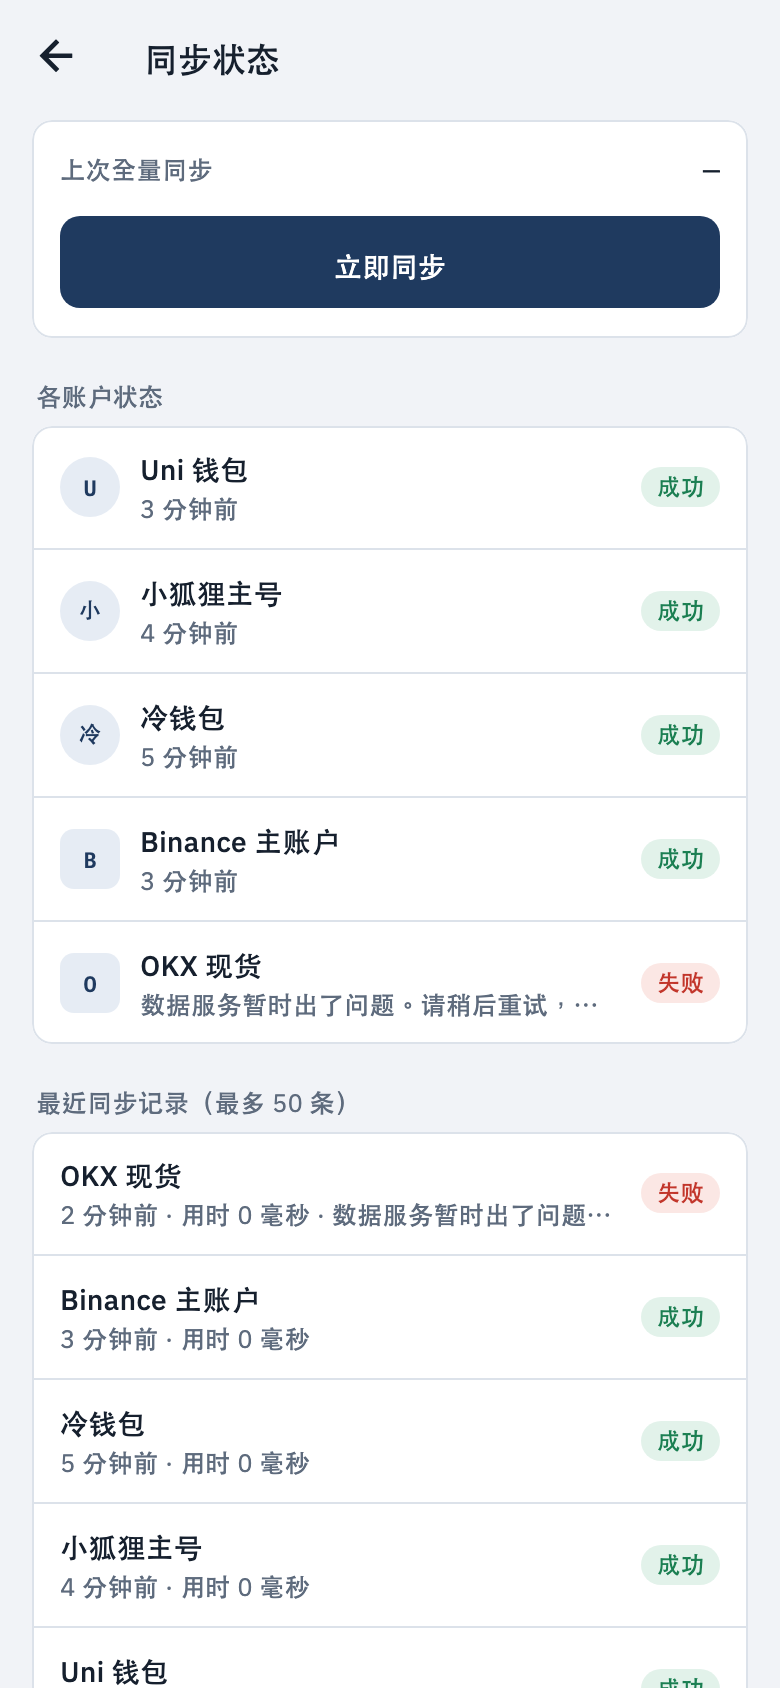 同步状态
上次全量同步 –
立即同步
各账户状态
U
Uni 钱包
3 分钟前
成功
小
小狐狸主号
4 分钟前
成功
冷
冷钱包
5 分钟前
成功
B
Binance 主账户
3 分钟前
成功
O
OKX 现货
数据服务暂时出了问题。请稍后重试，…
失败
最近同步记录（最多 50 条）
OKX 现货
2 分钟前 · 用时 0 毫秒 · 数据服务暂时出了问题…
失败
Binance 主账户
3 分钟前 · 用时 0 毫秒
成功
冷钱包
5 分钟前 · 用时 0 毫秒
成功
小狐狸主号
4 分钟前 · 用时 0 毫秒
成功
Uni 钱包
成功